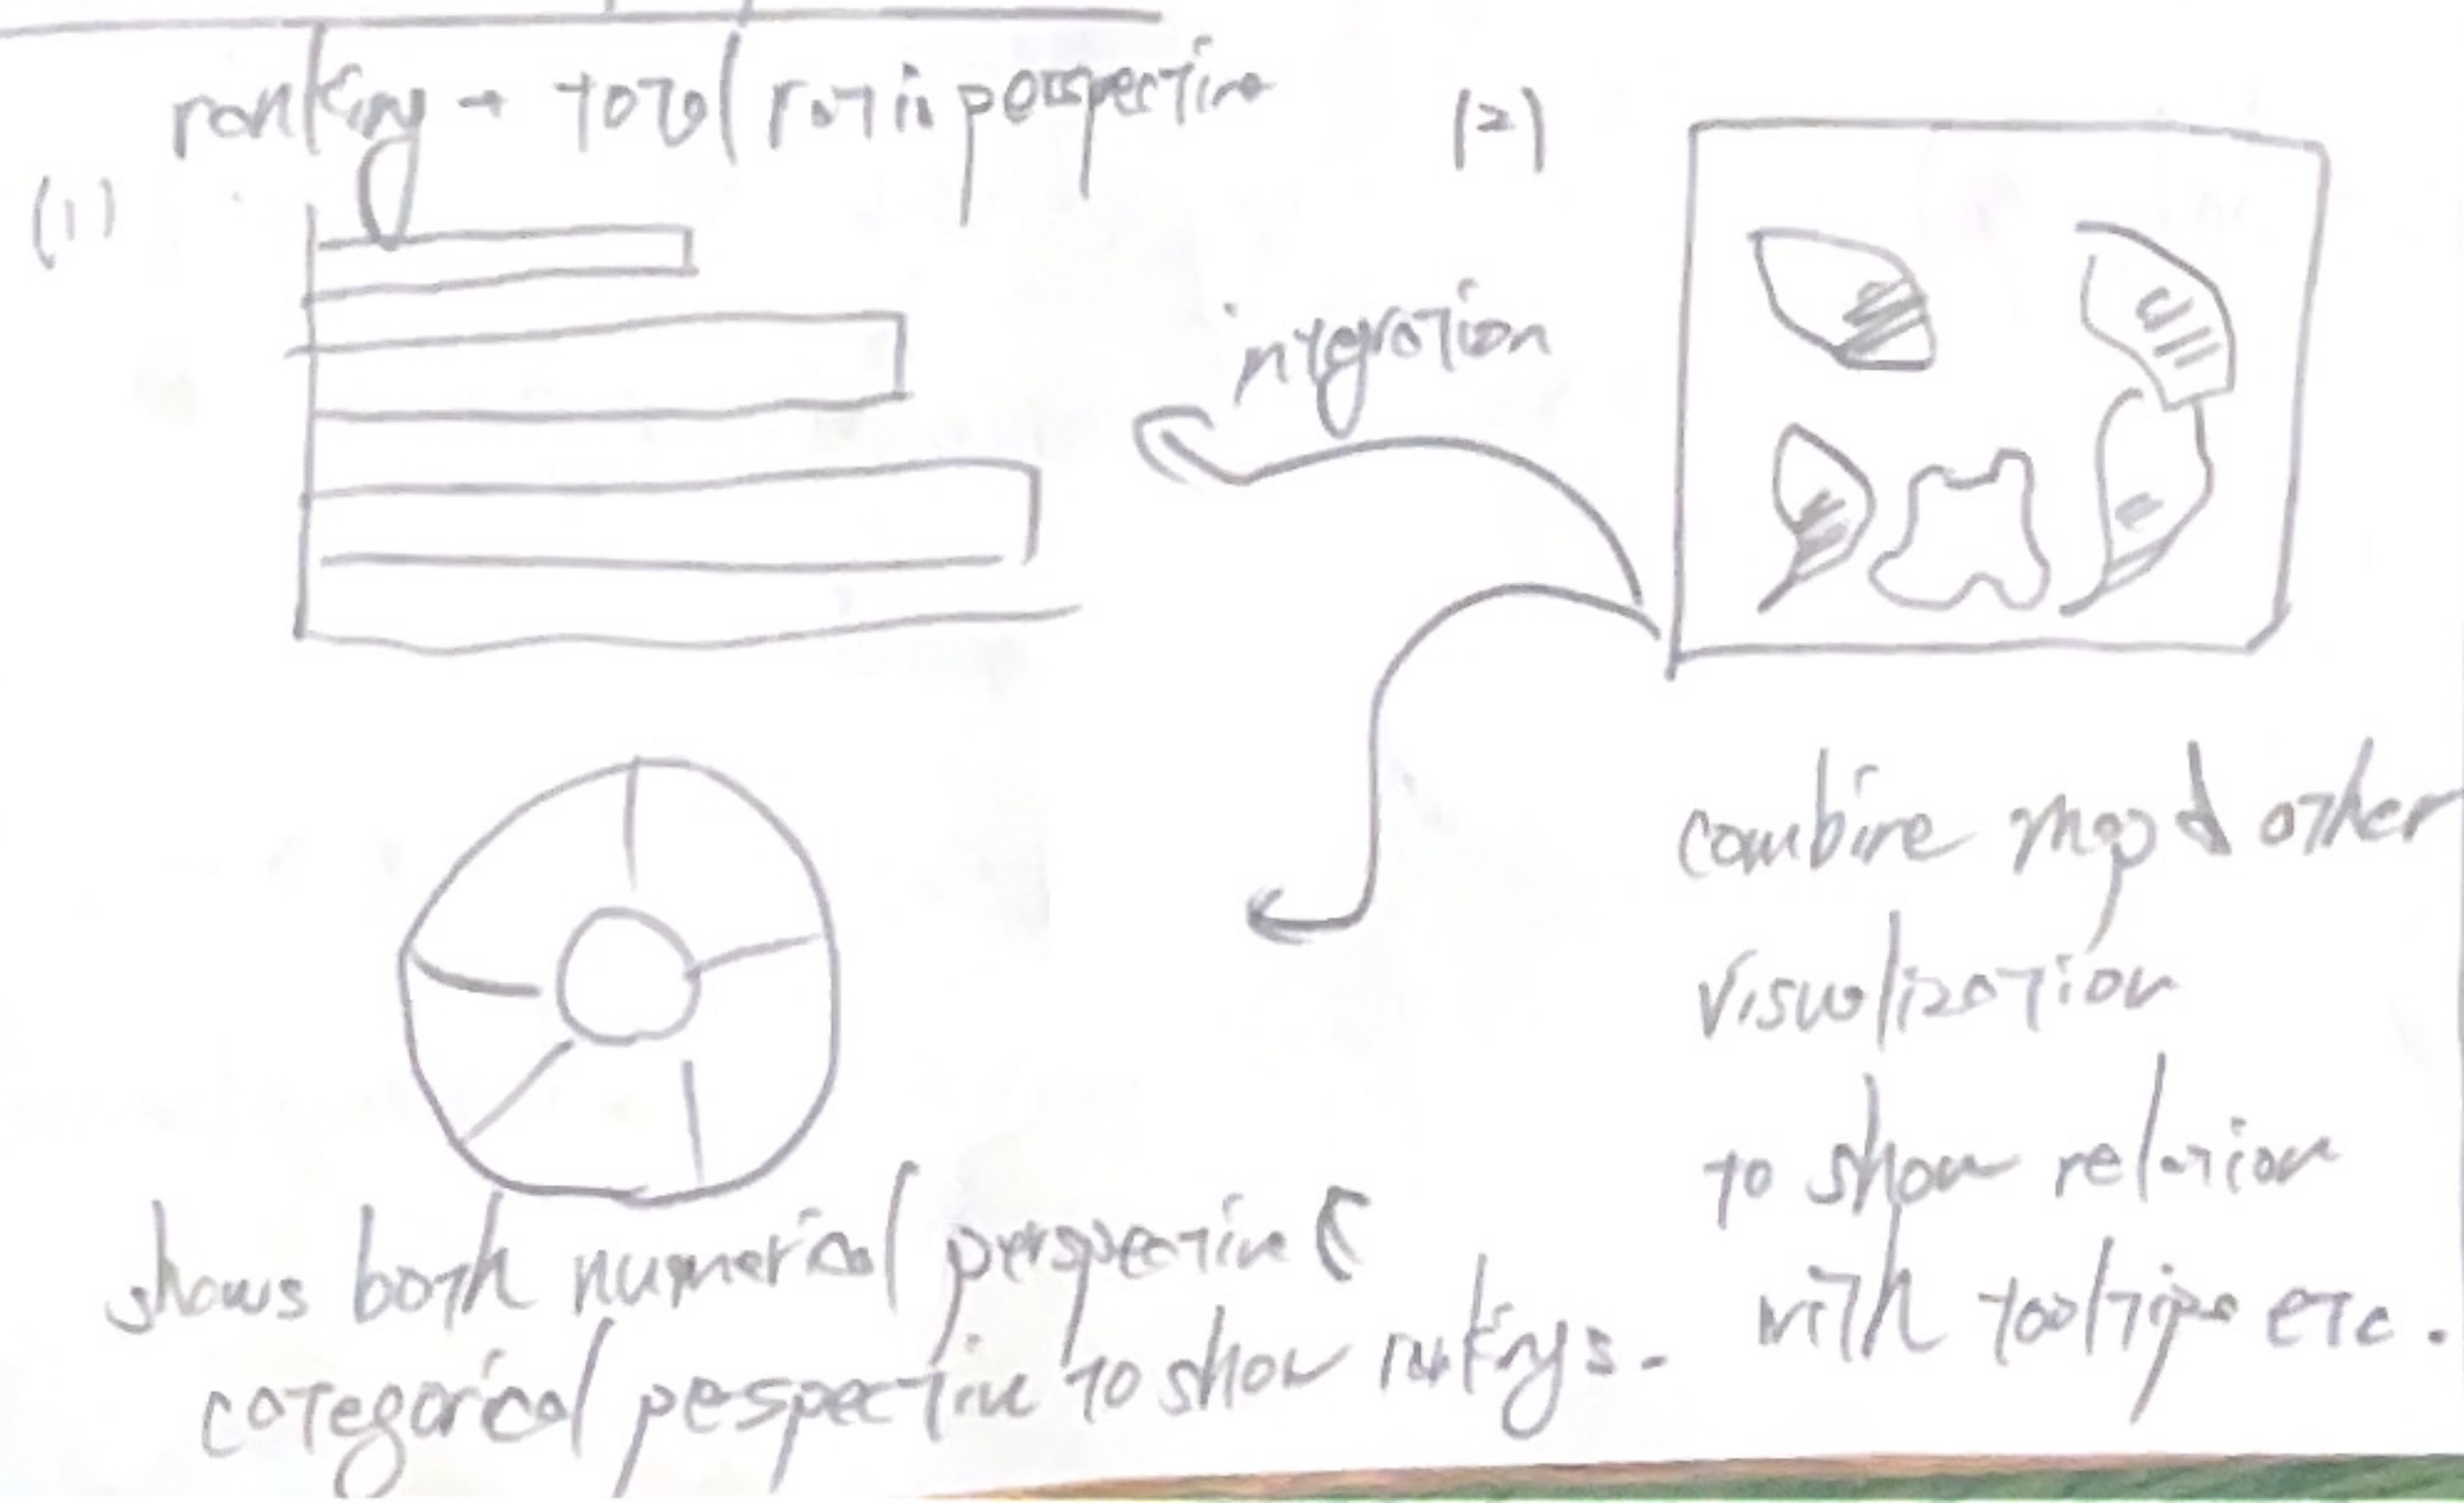 ranking → total ratio perspective
(1)
(2)
integration
combine map & other
visualization
to show relation
with tooltips etc.
shows both numerical perspective &
categorical pespective to show rankings.